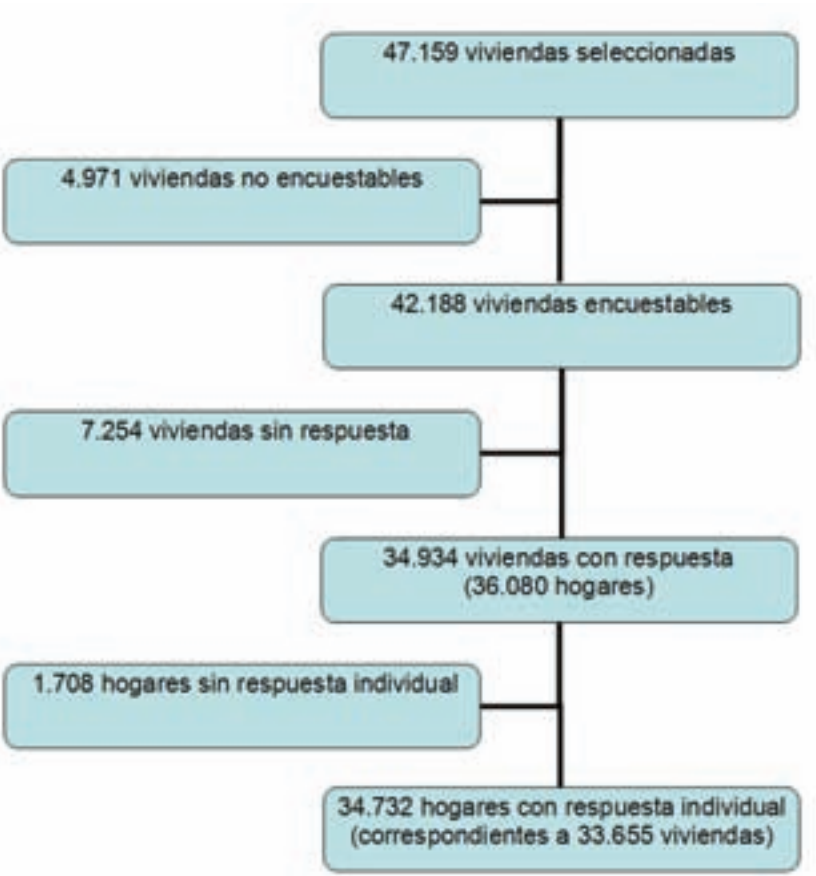 47.159 viviendas seleccionadas
4.971 viviendas no encuestables
42.188 viviendas encuestables
7.254 viviendas sin respuesta
34.934 viviendas con respuesta
(36.080 hogares)
1.708 hogares sin respuesta individual
34.732 hogares con respuesta individual
(correspondientes a 33.655 viviendas)